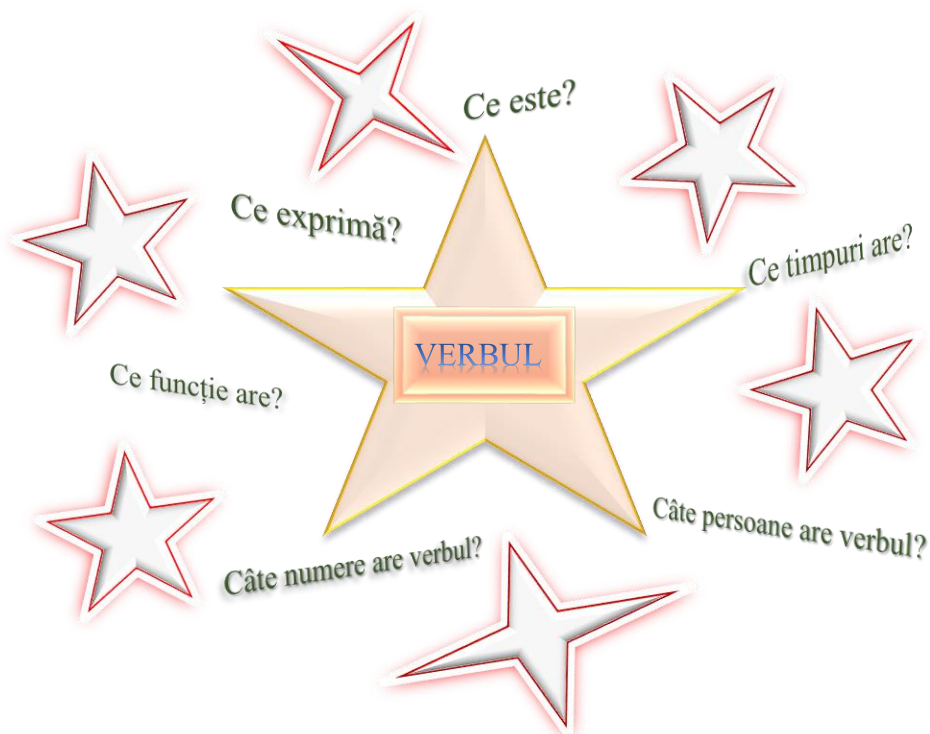 Ce este?
Ce exprimă?
Ce timpuri are?
VERBUL
Ce funcție are?
Câte persoane are verbul?
Câte numere are verbul?